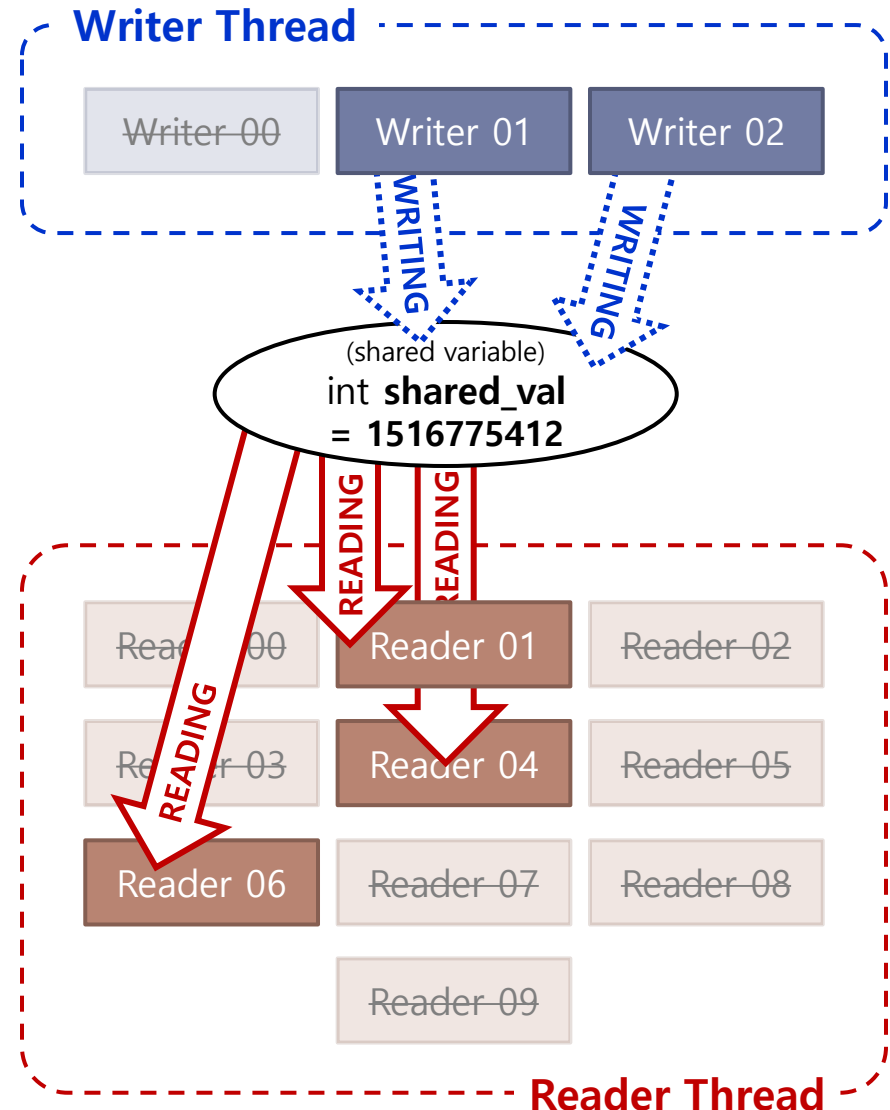 Writer Thread
Writer 00
Writer 01
Writer 02
WRITING
WRITING
(shared variable)
int shared_val
= 1516775412
READING
READING
READING
Reader 00
Reader 01
Reader 02
Reader 03
Reader 04
Reader 05
Reader 06
Reader 07
Reader 08
Reader 09
Reader Thread